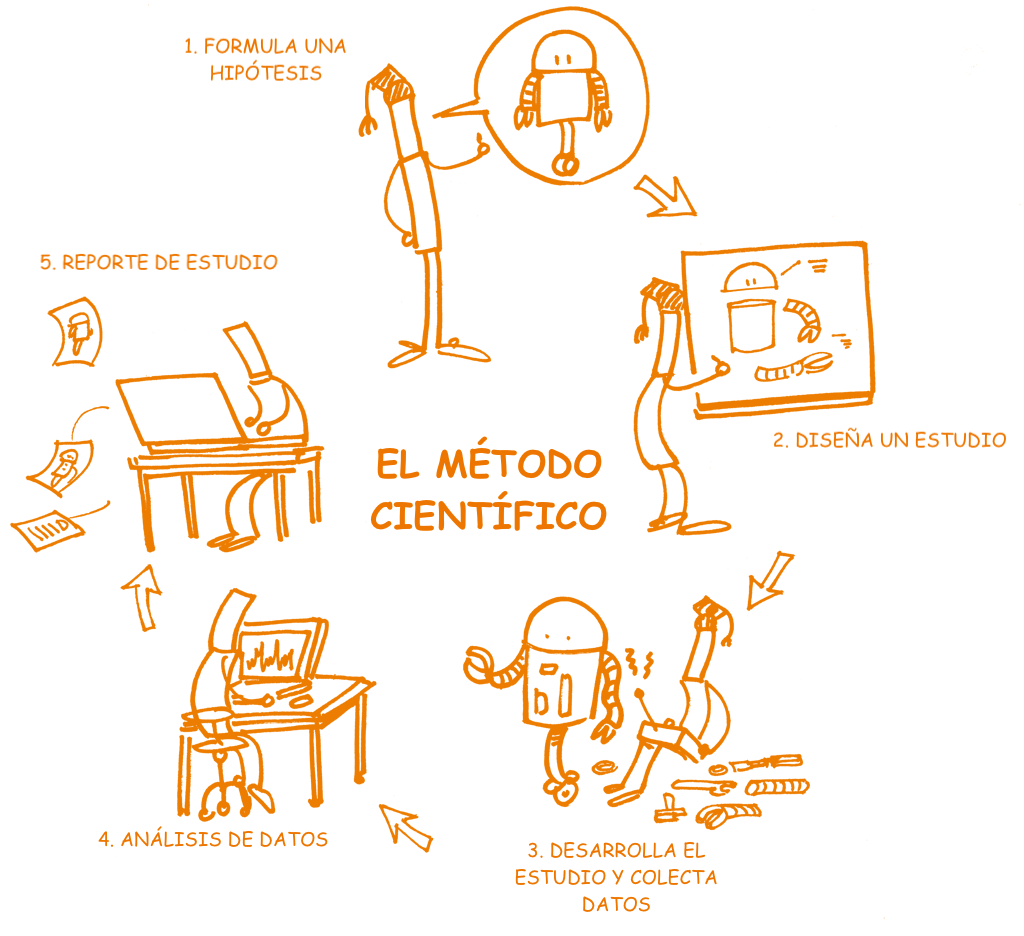 1. FORMULA UNA
HIPÓTESIS
5. REPORTE DE ESTUDIO
2. DISEÑA UN ESTUDIO
EL MÉTODO
CIENTÍFICO
4. ANÁLISIS DE DATOS
3. DESARROLLA EL
ESTUDIO Y COLECTA
DATOS